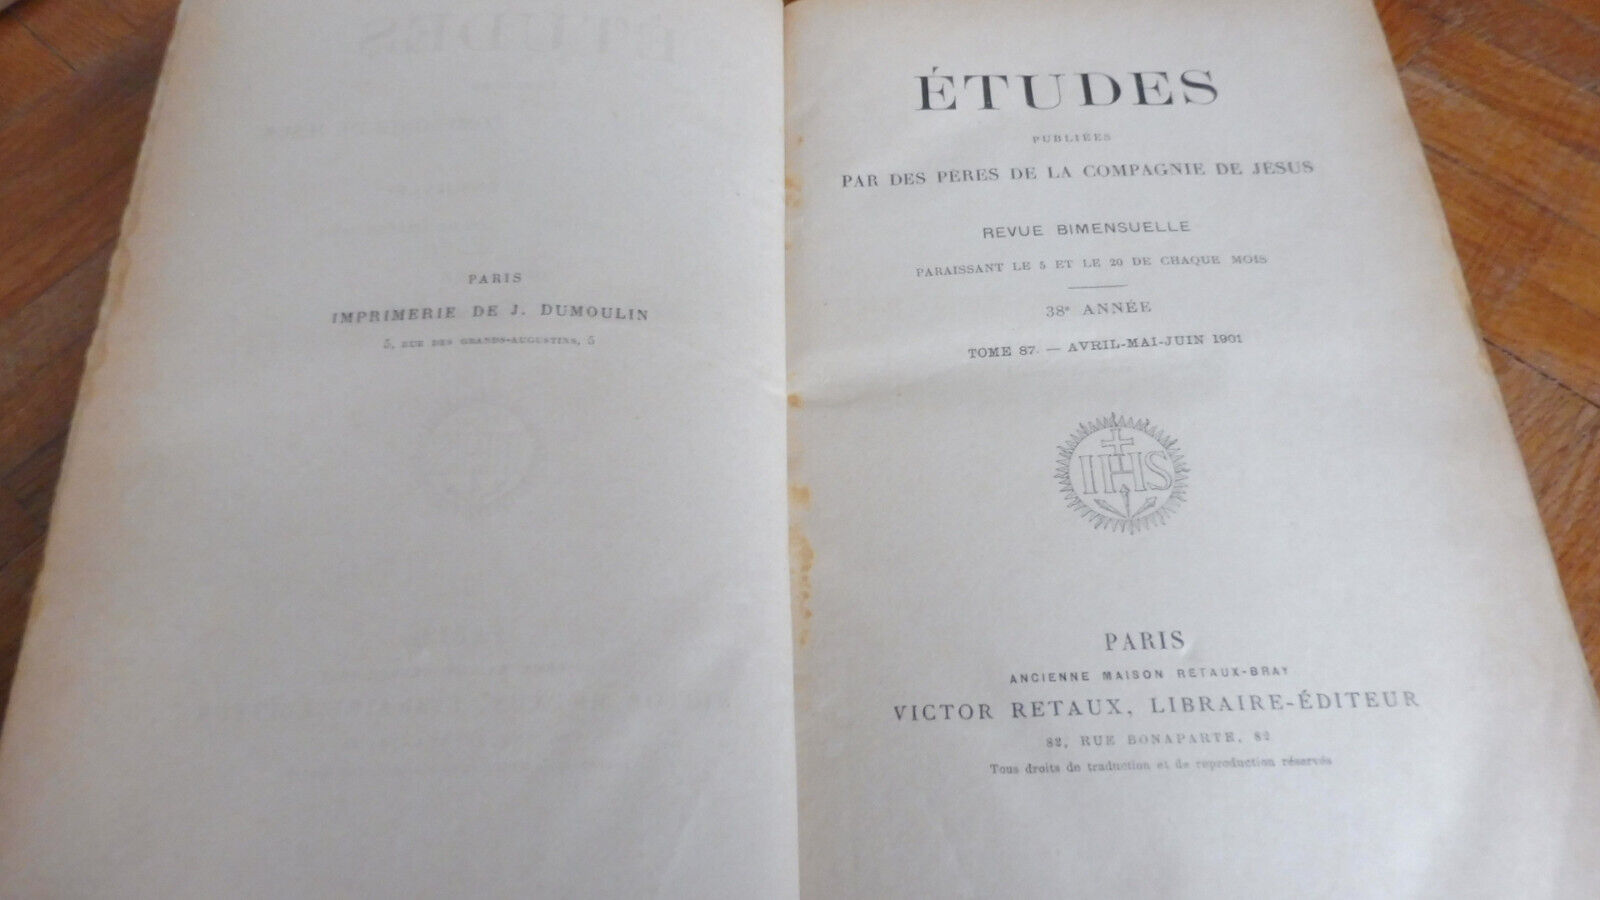 PARIS
IMPRIMERIE DE J. DUMOULIN
5, RUE DES GRANDS-AUGUSTINS, 5
ÉTUDES
PUBLIÉES
PAR DES PÈRES DE LA COMPAGNIE DE JÉSUS
REVUE BIMENSUELLE
PARAISSANT LE 5 ET LE 20 DE CHAQUE MOIS
38e ANNÉE
TOME 87. — AVRIL-MAI-JUIN 1901
IHS
PARIS
ANCIENNE MAISON RETAUX-BRAY
VICTOR RETAUX, LIBRAIRE-ÉDITEUR
82, RUE BONAPARTE, 82
Tous droits de traduction et de reproduction réservés